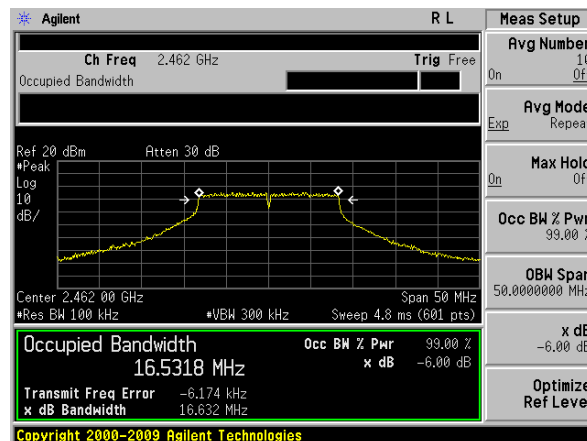 Agilent R L Meas Setup
Ch Freq 2.462 GHz Trig Free
Occupied Bandwidth
Avg Number
10
On Of
Avg Mode
Exp Repea
Max Hold
On Of
Occ BW % Pwr
99.00 %
OBW Span
50.0000000 MHz
x dB
-6.00 dB
Optimize
Ref Level
Ref 20 dBm Atten 30 dB
#Peak
Log
10
dB/
Center 2.462 00 GHz Span 50 MHz
#Res BW 100 kHz #VBW 300 kHz Sweep 4.8 ms (601 pts)
Occupied Bandwidth Occ BW % Pwr 99.00 %
16.5318 MHz x dB -6.00 dB
Transmit Freq Error -6.174 kHz
x dB Bandwidth 16.632 MHz
Copyright 2000-2009 Agilent Technologies